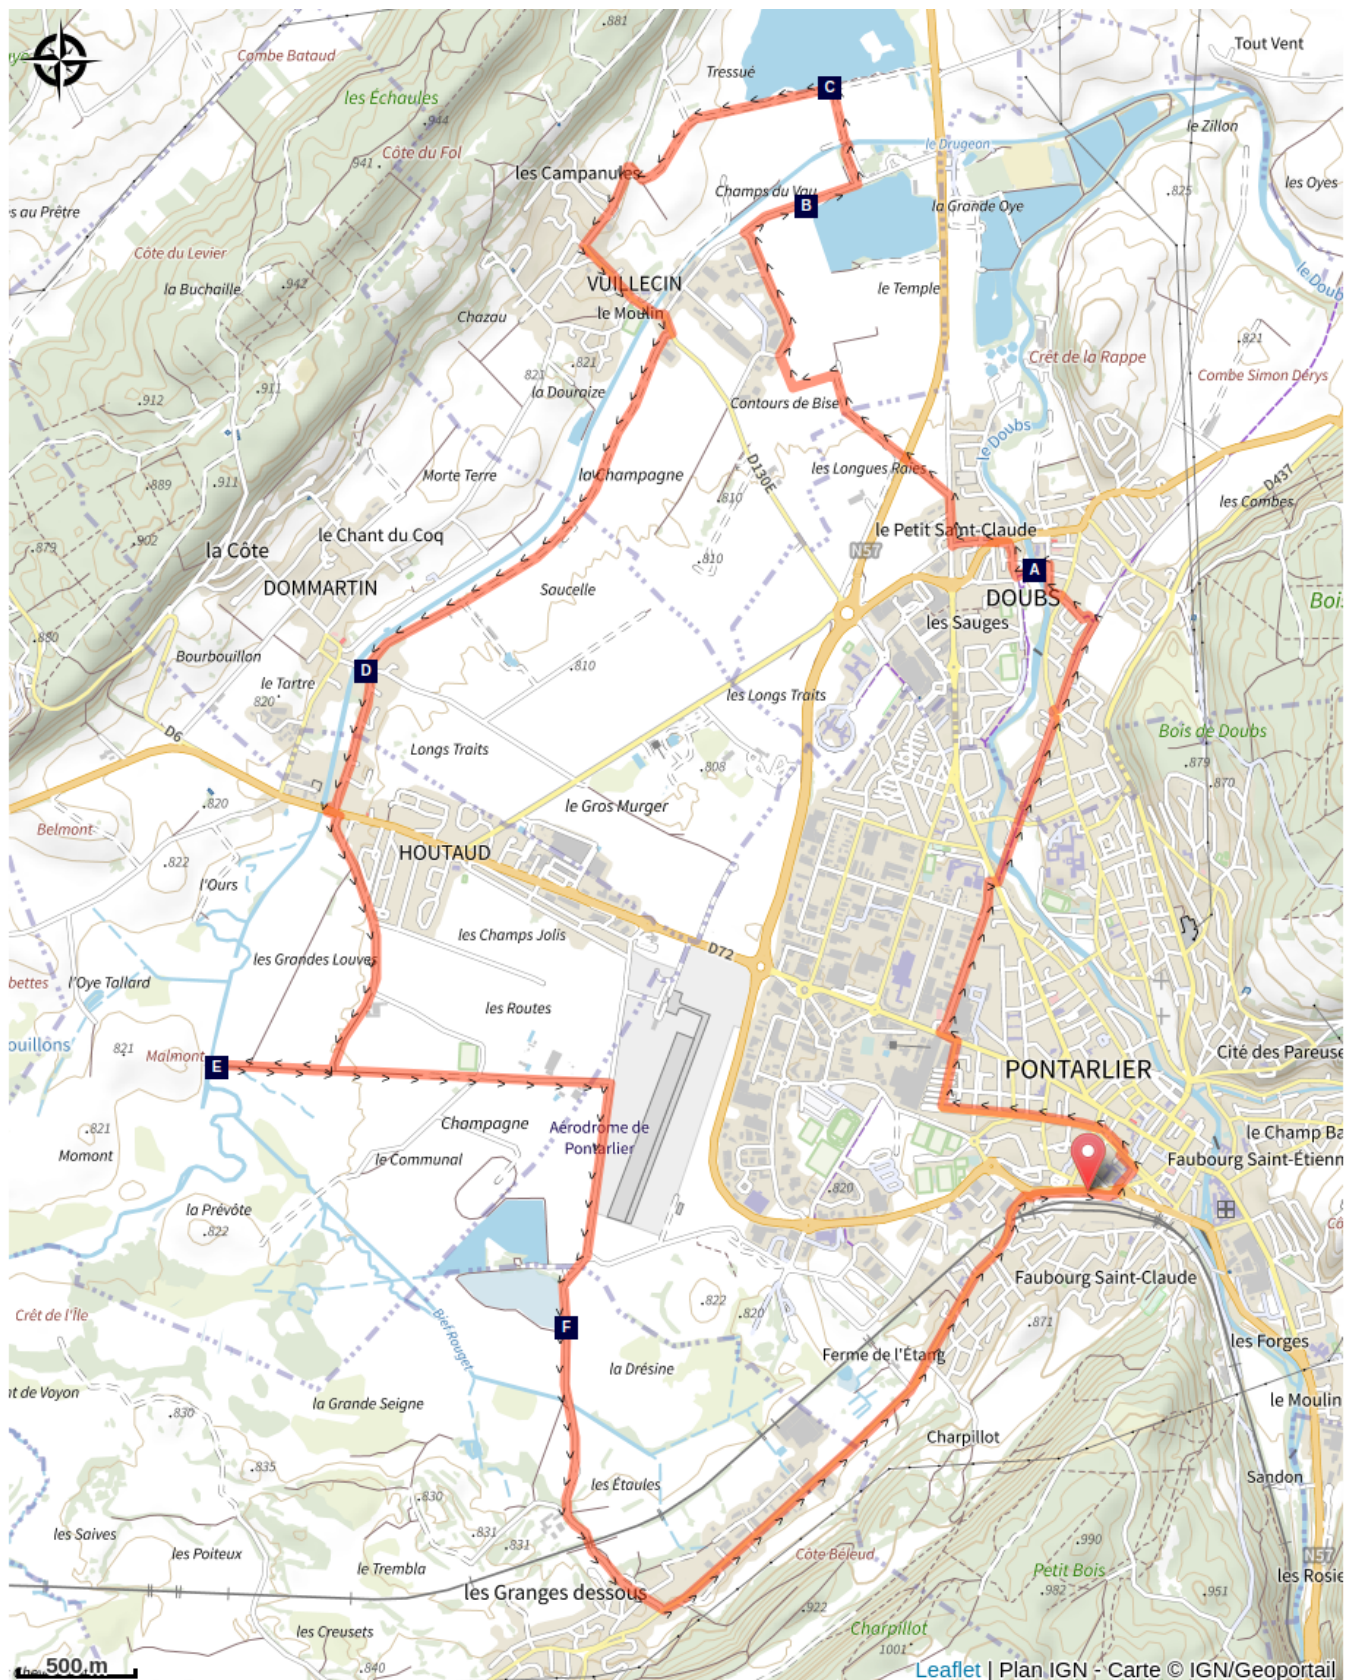 .881
Tout Vent
Combe Bataud
Tressué
C
les Échaules
.944
Côte du Fol
941
le Zillon
le Drugeon
les Campanules
Champs du Vau
.825
les Oyes
s au Prêtre
B
la Grande Oye
Côte du Levier
la Buchaille
.942
VUILLECIN
le Temple
le Doub
le Moulin
Chazau
.821
Crêt de la Rappe
.821
821
Combe Simon Dérys
.911
la Douraize
.912
Contours de Bise
le Doubs
D130E
les Longues Raies
Morte Terre
la Champagne
.889
.911
D437
.810
les Combes
.902
le Chant du Coq
le Petit Saint-Claude
.879
la Côte
N57
.810
A
DOMMARTIN
Saucelle
DOUBS
Boi
.880
les Sauges
Bourbouillon
D
.810
le Tartre
820
les Longs Traits
D6
Longs Traits
Bois de Doubs
.879
.808
.870
.820
le Gros Murger
Belmont
HOUTAUD
.822
l'Ours
les Champs Jolis
D72
les Grandes Louves
bettes
l'Oye Tallard
les Routes
ouillons
821
Malmont
Cité des Pareuse
E
PONTARLIER
.821
Champagne
Aérodrome de
Pontarlier
le Champ Ba
Momont
le Communal
Faubourg Saint-Étienn
.820
la Prévôte
.822
Faubourg Saint-Claude
.822
.820
Crêt de l'Île
.871
Bief Rouget
F
les Forges
Ferme de l'Étang
la Drésine
nt de Voyon
la Grande Seigne
le Moulin
.830
Charpillot
.835
les Étaules
Sandon
.830
les Saives
.831
.831
.990
les Poiteux
Côte Béleud
N57
le Trembla
Petit Bois
les Rosie
les Granges dessous
.982
.951
.922
les Creusets
Charpillot
1001
.840
500 m
Leaflet | Plan IGN - Carte © IGN/Geoportail